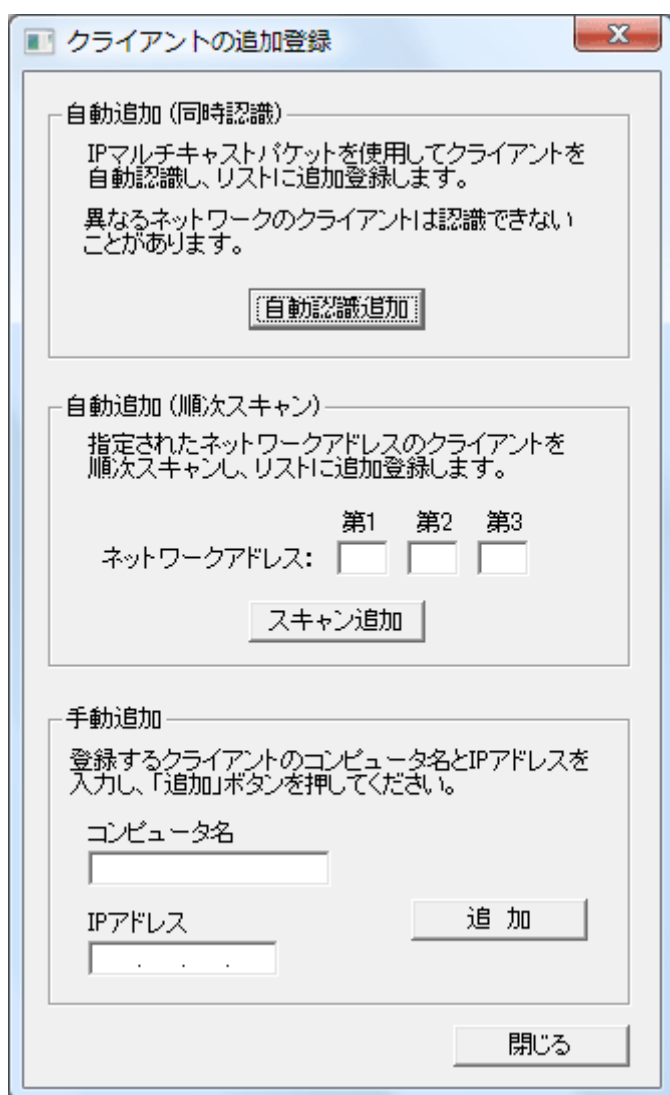 クライアントの追加登録
自動追加（同時認識）
IPマルチキャストパケットを使用してクライアントを
自動認識し、リストに追加登録します。
異なるネットワークのクライアントは認識できない
ことがあります。
自動認識追加
自動追加（順次スキャン）
指定されたネットワークアドレスのクライアントを
順次スキャンし、リストに追加登録します。
第1 第2 第3
ネットワークアドレス：
スキャン追加
手動追加
登録するクライアントのコンピュータ名とIPアドレスを
入力し、「追加」ボタンを押してください。
コンピュータ名
IPアドレス
追 加
. . .
閉じる